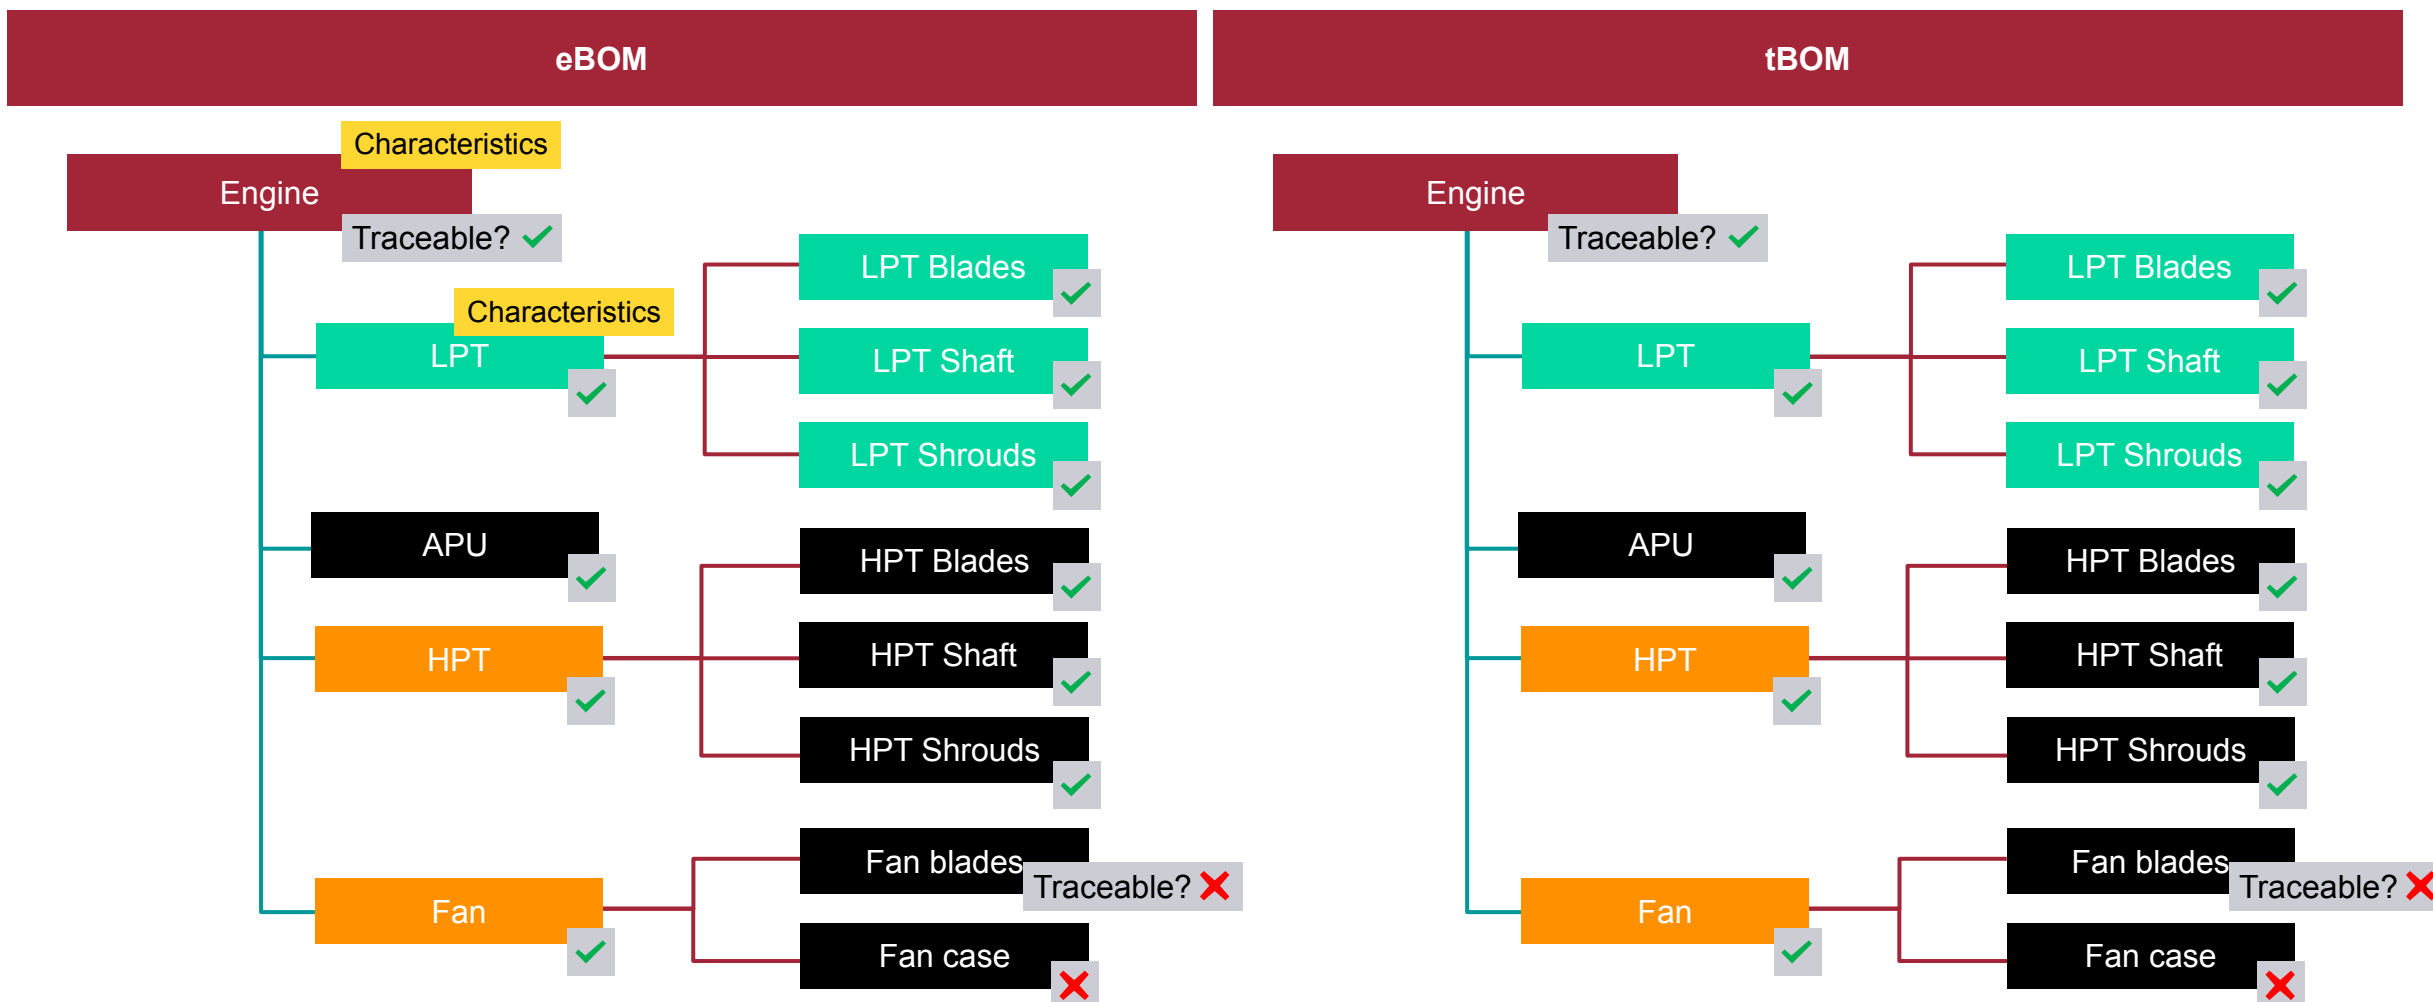 eBOM
Characteristics
Engine
Traceable?
LPT Blades
Characteristics
LPT
LPT Shaft
LPT Shrouds
APU
HPT Blades
HPT
HPT Shaft
HPT Shrouds
Fan blades
Traceable?
Fan
Fan case
tBOM
Engine
Traceable?
LPT Blades
LPT
LPT Shaft
LPT Shrouds
APU
HPT Blades
HPT
HPT Shaft
HPT Shrouds
Fan blades
Traceable?
Fan
Fan case